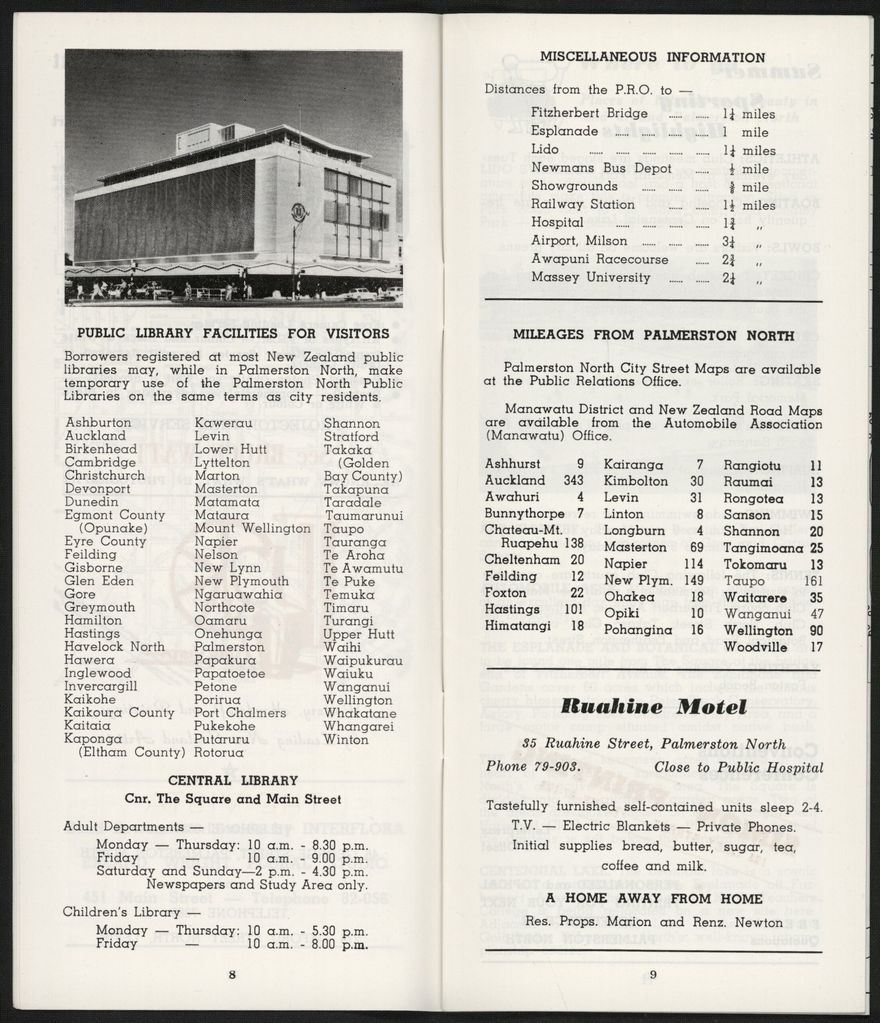 PUBLIC LIBRARY FACILITIES FOR VISITORS
Borrowers registered at most New Zealand public
libraries may, while in Palmerston North, make
temporary use of the Palmerston North Public
Libraries on the same terms as city residents.
Ashburton
Auckland
Birkenhead
Cambridge
Christchurch
Devonport
Dunedin
Egmont County
(Opunake)
Eyre County
Feilding
Gisborne
Glen Eden
Gore
Greymouth
Hamilton
Hastings
Havelock North
Hawera
Inglewood
Invercargill
Kaikohe
Kaikoura County
Kaitaia
Kaponga
(Eltham County)
Kawerau
Levin
Lower Hutt
Lyttelton
Marton
Masterton
Matamata
Mataura
Mount Wellington
Napier
Nelson
New Lynn
New Plymouth
Ngaruawahia
Northcote
Oamaru
Onehunga
Palmerston
Papakura
Papatoetoe
Petone
Porirua
Port Chalmers
Pukekohe
Putaruru
Rotorua
Shannon
Stratford
Takaka
(Golden
Bay County)
Takapuna
Taradale
Taumarunui
Taupo
Tauranga
Te Aroha
Te Awamutu
Te Puke
Temuka
Timaru
Turangi
Upper Hutt
Waihi
Waipukurau
Waiuku
Wanganui
Wellington
Whakatane
Whangarei
Winton
CENTRAL LIBRARY
Cnr. The Square and Main Street
Adult Departments —
Monday — Thursday: 10 a.m. - 8.30 p.m.
Friday — 10 a.m. - 9.00 p.m.
Saturday and Sunday—2 p.m. - 4.30 p.m.
Newspapers and Study Area only.
Children's Library —
Monday — Thursday: 10 a.m. - 5.30 p.m.
Friday — 10 a.m. - 8.00 p.m.
8
MISCELLANEOUS INFORMATION
Distances from the P.R.O. to —
Fitzherbert Bridge ...... ...... 1¼ miles
Esplanade ...... ...... ...... 1 mile
Lido ...... ...... ...... 1¼ miles
Newmans Bus Depot ...... ½ mile
Showgrounds ...... ...... ⅝ mile
Railway Station ...... ...... 1½ miles
Hospital ...... ...... ...... 1¾ „
Airport, Milson ...... ...... 3¼ „
Awapuni Racecourse ...... 2¾ „
Massey University ...... ...... 2¼ „
MILEAGES FROM PALMERSTON NORTH
Palmerston North City Street Maps are available
at the Public Relations Office.
Manawatu District and New Zealand Road Maps
are available from the Automobile Association
(Manawatu) Office.
Ashhurst 9
Auckland 343
Awahuri 4
Bunnythorpe 7
Chateau-Mt.
Ruapehu 138
Cheltenham 20
Feilding 12
Foxton 22
Hastings 101
Himatangi 18
Kairanga 7
Kimbolton 30
Levin 31
Linton 8
Longburn 4
Masterton 69
Napier 114
New Plym. 149
Ohakea 18
Opiki 10
Pohangina 16
Rangiotu 11
Raumai 13
Rongotea 13
Sanson 15
Shannon 20
Tangimoana 25
Tokomaru 13
Taupo 161
Waitarere 35
Wanganui 47
Wellington 90
Woodville 17
Ruahine Motel
35 Ruahine Street, Palmerston North
Phone 79-903. Close to Public Hospital
Tastefully furnished self-contained units sleep 2-4.
T.V. — Electric Blankets — Private Phones.
Initial supplies bread, butter, sugar, tea,
coffee and milk.
A HOME AWAY FROM HOME
Res. Props. Marion and Renz. Newton
9